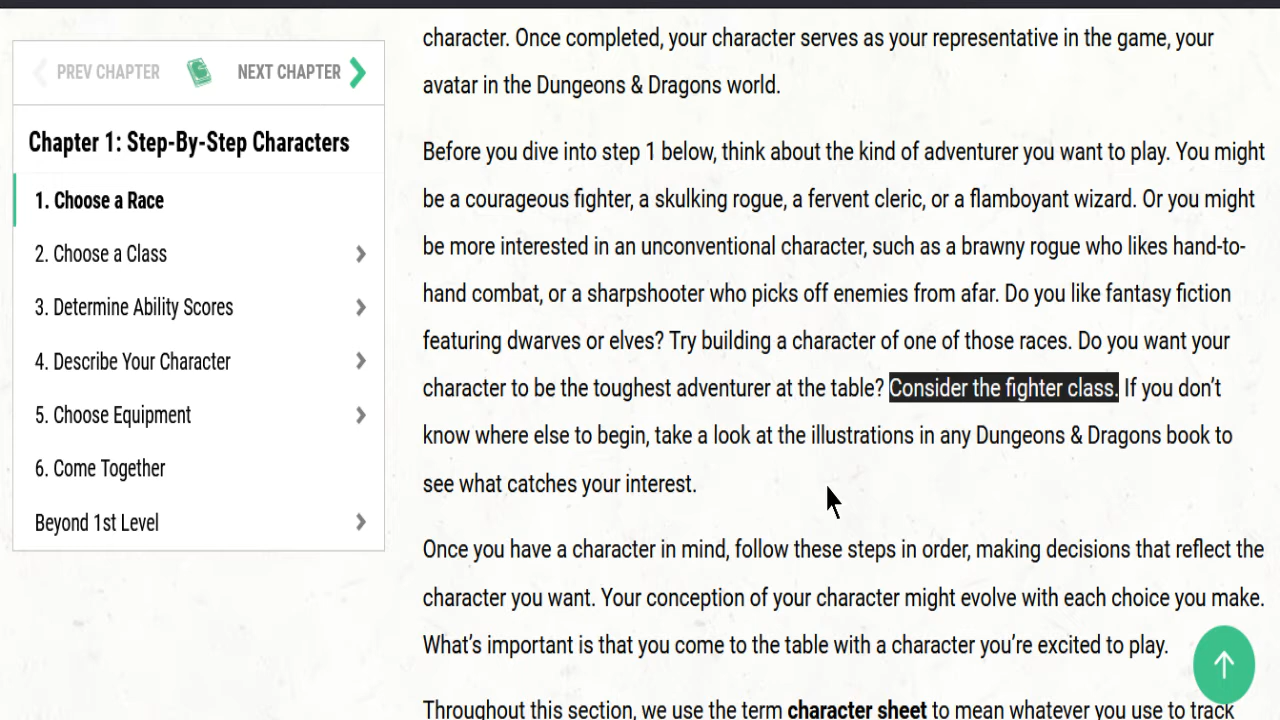 PREV CHAPTER
NEXT CHAPTER
Chapter 1: Step-By-Step Characters
1. Choose a Race
2. Choose a Class
3. Determine Ability Scores
4. Describe Your Character
5. Choose Equipment
6. Come Together
Beyond 1st Level
character. Once completed, your character serves as your representative in the game, your
avatar in the Dungeons & Dragons world.
Before you dive into step 1 below, think about the kind of adventurer you want to play. You might
be a courageous fighter, a skulking rogue, a fervent cleric, or a flamboyant wizard. Or you might
be more interested in an unconventional character, such as a brawny rogue who likes hand-to-
hand combat, or a sharpshooter who picks off enemies from afar. Do you like fantasy fiction
featuring dwarves or elves? Try building a character of one of those races. Do you want your
character to be the toughest adventurer at the table? Consider the fighter class. If you don’t
know where else to begin, take a look at the illustrations in any Dungeons & Dragons book to
see what catches your interest.
Once you have a character in mind, follow these steps in order, making decisions that reflect the
character you want. Your conception of your character might evolve with each choice you make.
What’s important is that you come to the table with a character you’re excited to play.
Throughout this section, we use the term character sheet to mean whatever you use to track